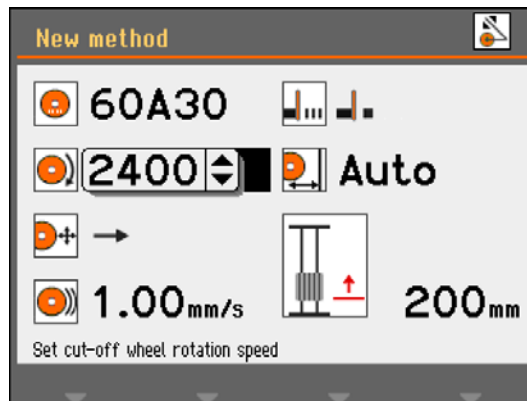 New method
60A30
2400
Auto
1.00mm/s
200mm
Set cut-off wheel rotation speed